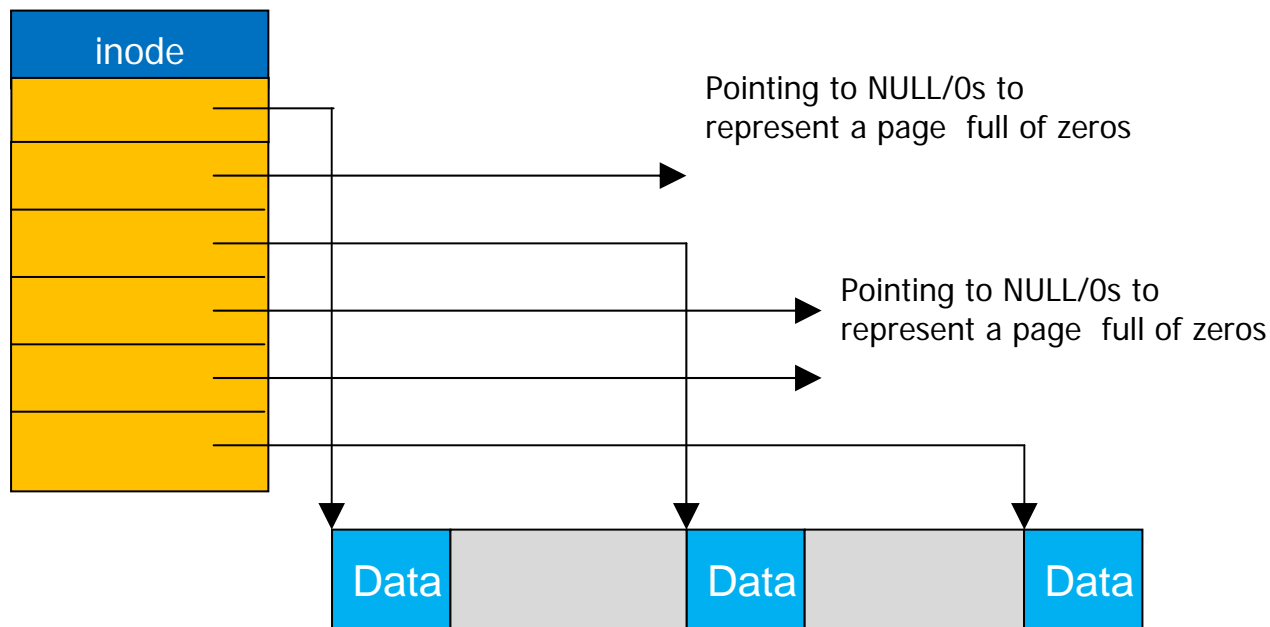 inode
Pointing to NULL/0s to
represent a page  full of zeros
Pointing to NULL/0s to
represent a page  full of zeros
Data
Data
Data